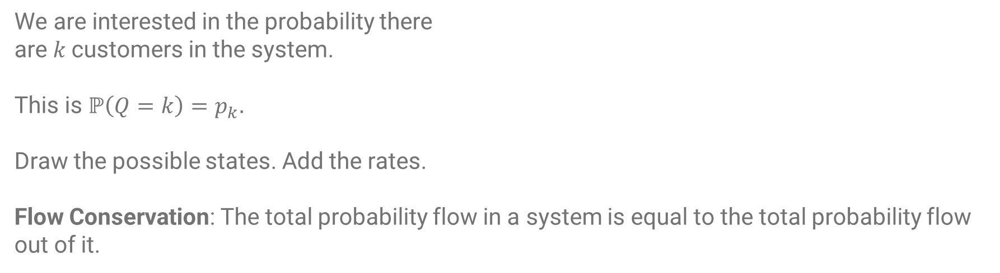 We are interested in the probability there
are k customers in the system.
This is ℙ(Q = k) = pₖ.
Draw the possible states. Add the rates.
Flow Conservation: The total probability flow in a system is equal to the total probability flow
out of it.